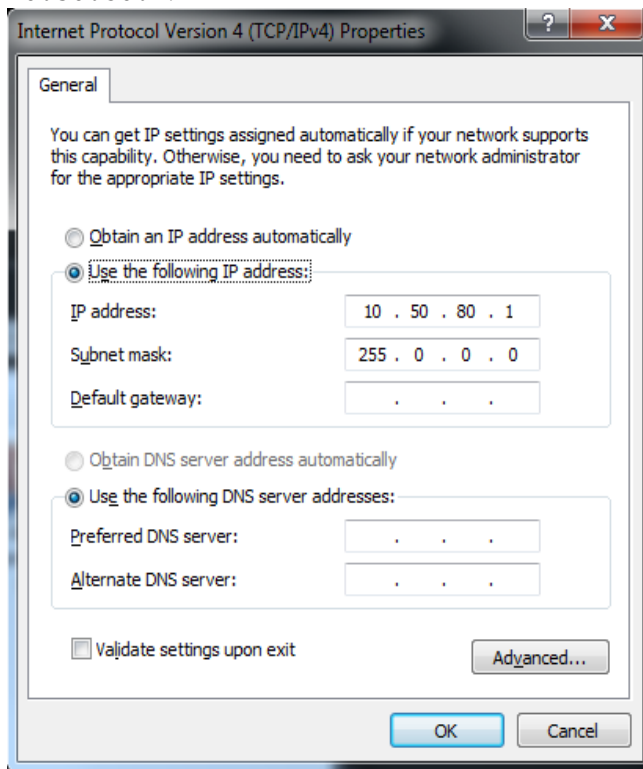 Internet Protocol Version 4 (TCP/IPv4) Properties
General
You can get IP settings assigned automatically if your network supports
this capability. Otherwise, you need to ask your network administrator
for the appropriate IP settings.
Obtain an IP address automatically
Use the following IP address:
IP address: 10 . 50 . 80 . 1
Subnet mask: 255 . 0 . 0 . 0
Default gateway: . . .
Obtain DNS server address automatically
Use the following DNS server addresses:
Preferred DNS server: . . .
Alternate DNS server: . . .
Validate settings upon exit
Advanced...
OK Cancel